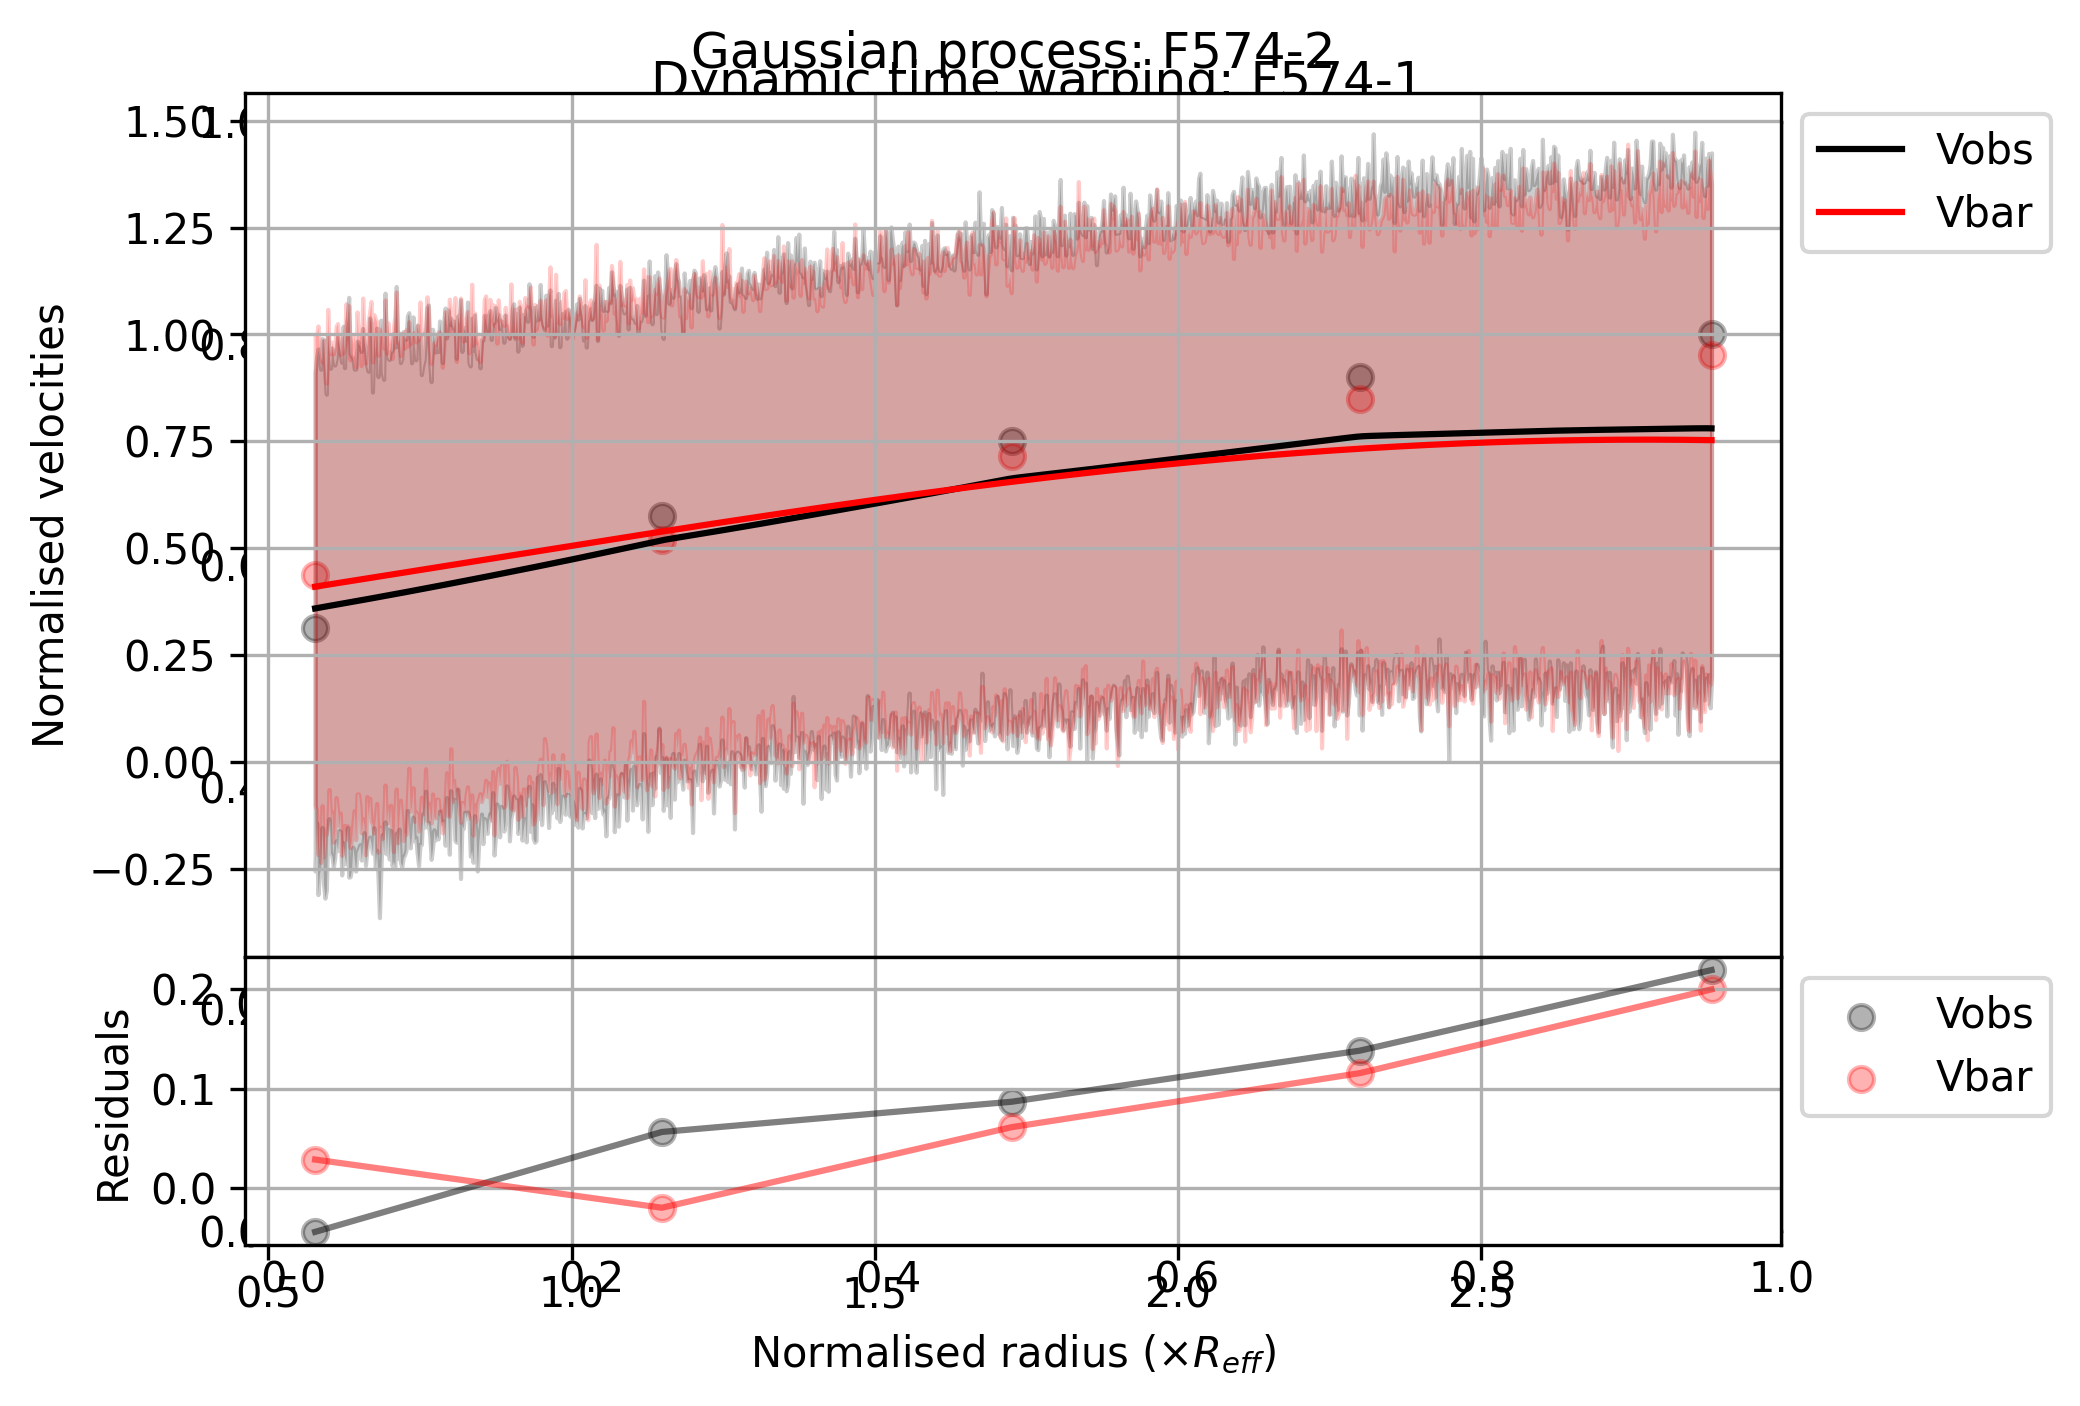 Gaussian process: F574-2
Dynamic time warping: F574-1
Normalised velocities
1.50
1.25
1.00
0.75
0.50
0.25
0.00
−0.25
Vobs
Vbar
Residuals
0.2
0.1
0.0
Vobs
Vbar
0.0 0.2 0.4 0.6 0.8 1.0
0.5 1.0 1.5 2.0 2.5
Normalised radius (×R_eff)